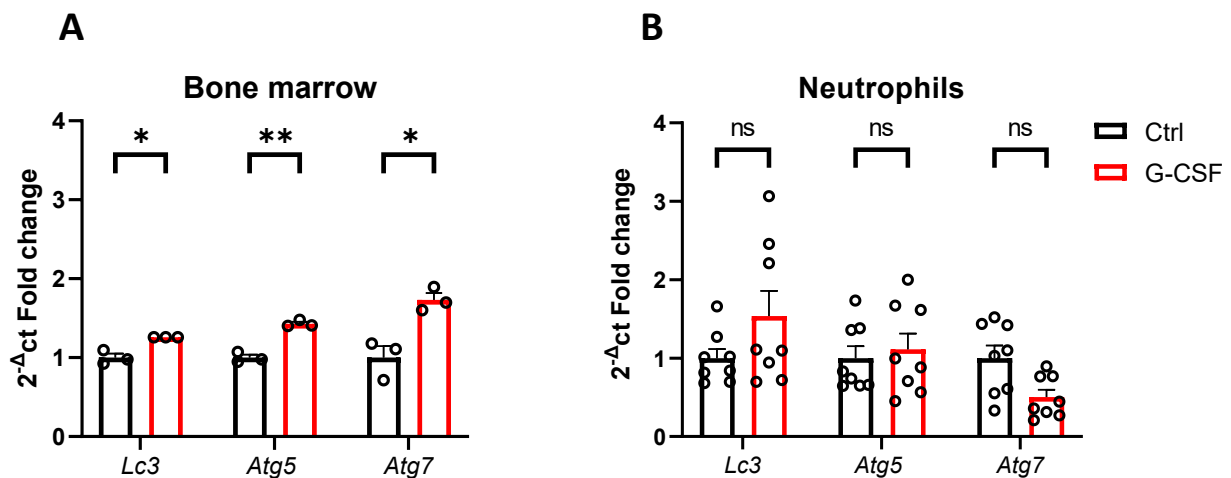 A
Bone marrow
* ** *
4
3
2
1
0
2^-Δct Fold change
Lc3 Atg5 Atg7
B
Neutrophils
ns ns ns
4
3
2
1
0
2^-Δct Fold change
Lc3 Atg5 Atg7
Ctrl
G-CSF